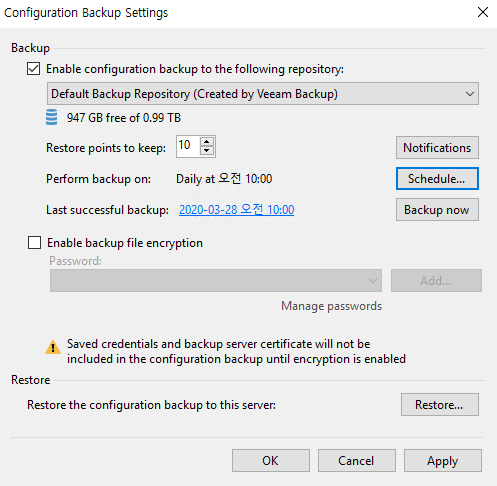 Configuration Backup Settings
Backup
Enable configuration backup to the following repository:
Default Backup Repository (Created by Veeam Backup)
947 GB free of 0.99 TB
Restore points to keep: 10 Notifications
Perform backup on: Daily at 오전 10:00 Schedule...
Last successful backup: 2020-03-28 오전 10:00 Backup now
Enable backup file encryption
Password:
Add...
Manage passwords
Saved credentials and backup server certificate will not be
included in the configuration backup until encryption is enabled
Restore
Restore the configuration backup to this server: Restore...
OK Cancel Apply